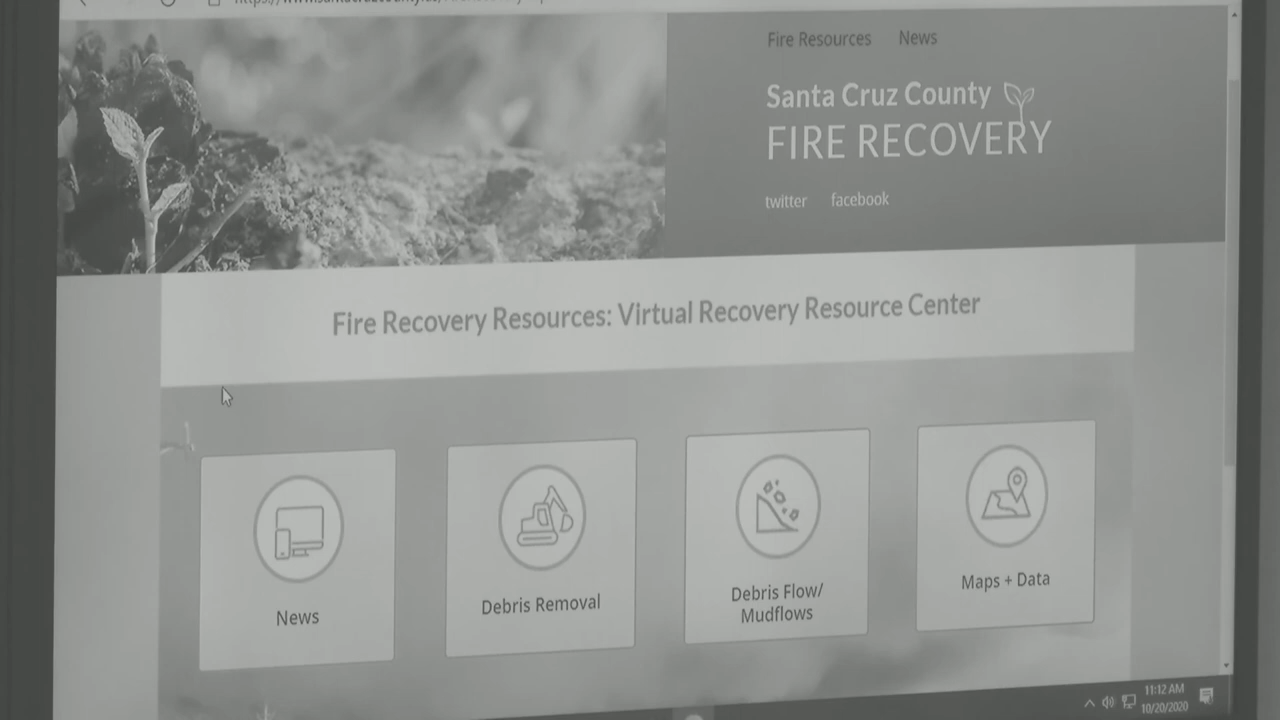 Fire Resources News
Santa Cruz County
FIRE RECOVERY
twitter facebook
Fire Recovery Resources: Virtual Recovery Resource Center
News
Debris Removal
Debris Flow/
Mudflows
Maps + Data
11:12 AM
10/20/2020